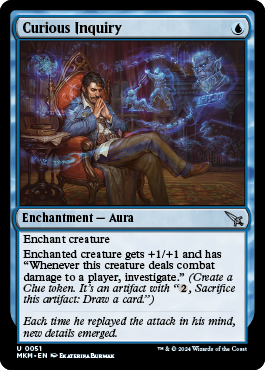 Curious Inquiry
Enchantment — Aura
Enchant creature
Enchanted creature gets +1/+1 and has
“Whenever this creature deals combat
damage to a player, investigate.” (Create a
Clue token. It's an artifact with “2, Sacrifice
this artifact: Draw a card.”)
Each time he replayed the attack in his mind,
new details emerged.
U 0051
MKM • EN Ekaterina Burmak
™ & © 2024 Wizards of the Coast